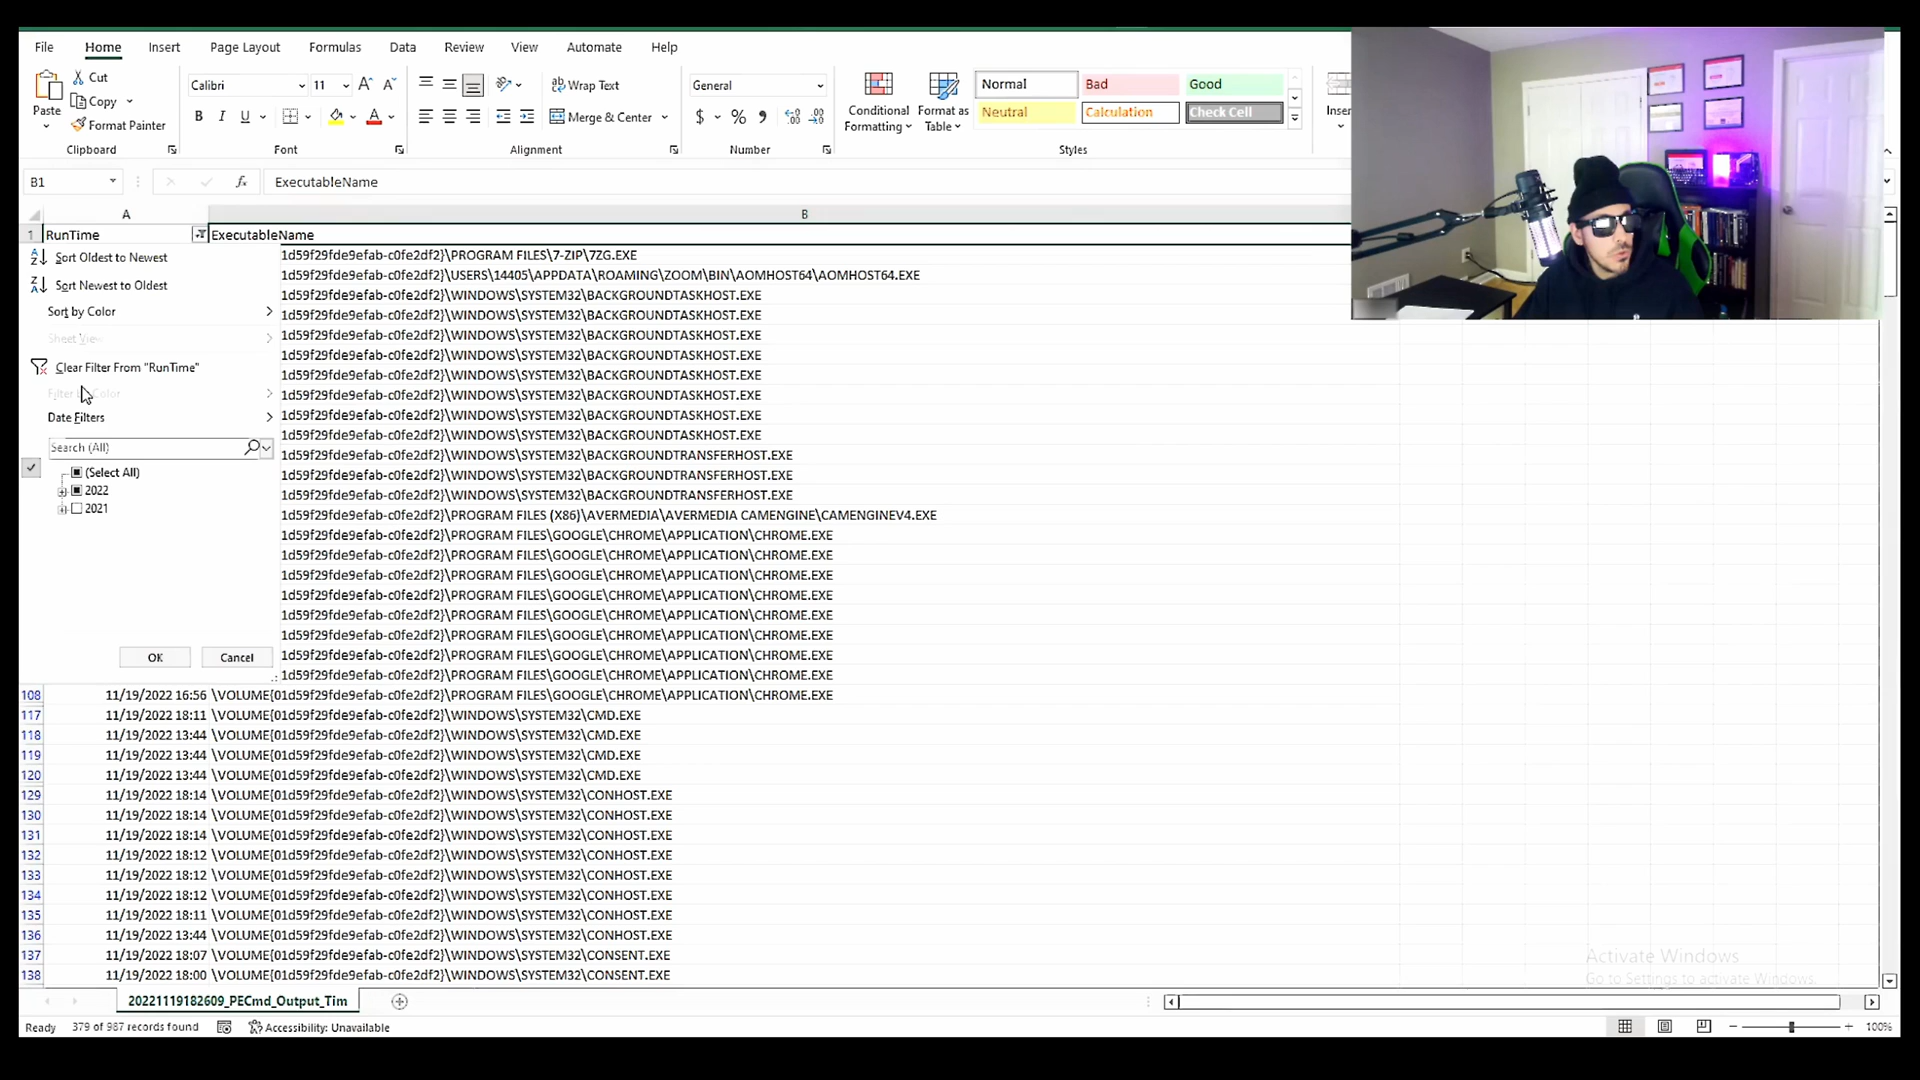 File Home Insert Page Layout Formulas Data Review View Automate Help
Cut
Copy
Format Painter
Paste
Calibri 11
B I U
Wrap Text
Merge & Center
General
$ %
Conditional Formatting
Format as Table
Normal Bad Good
Neutral Calculation Check Cell
Inser
Clipboard Font Alignment Number Styles
B1 fx ExecutableName
A B
1 RunTime ExecutableName
Sort Oldest to Newest
Sort Newest to Oldest
Sort by Color
Sheet View
Clear Filter From "RunTime"
Date Filters
Search (All)
(Select All)
2022
2021
OK Cancel
1d59f29fde9efab-c0fe2df2}\PROGRAM FILES\7-ZIP\7ZG.EXE
1d59f29fde9efab-c0fe2df2}\USERS\14405\APPDATA\ROAMING\ZOOM\BIN\AOMHOST64\AOMHOST64.EXE
1d59f29fde9efab-c0fe2df2}\WINDOWS\SYSTEM32\BACKGROUNDTASKHOST.EXE
1d59f29fde9efab-c0fe2df2}\WINDOWS\SYSTEM32\BACKGROUNDTASKHOST.EXE
1d59f29fde9efab-c0fe2df2}\WINDOWS\SYSTEM32\BACKGROUNDTASKHOST.EXE
1d59f29fde9efab-c0fe2df2}\WINDOWS\SYSTEM32\BACKGROUNDTASKHOST.EXE
1d59f29fde9efab-c0fe2df2}\WINDOWS\SYSTEM32\BACKGROUNDTASKHOST.EXE
1d59f29fde9efab-c0fe2df2}\WINDOWS\SYSTEM32\BACKGROUNDTASKHOST.EXE
1d59f29fde9efab-c0fe2df2}\WINDOWS\SYSTEM32\BACKGROUNDTASKHOST.EXE
1d59f29fde9efab-c0fe2df2}\WINDOWS\SYSTEM32\BACKGROUNDTASKHOST.EXE
1d59f29fde9efab-c0fe2df2}\WINDOWS\SYSTEM32\BACKGROUNDTRANSFERHOST.EXE
1d59f29fde9efab-c0fe2df2}\WINDOWS\SYSTEM32\BACKGROUNDTRANSFERHOST.EXE
1d59f29fde9efab-c0fe2df2}\WINDOWS\SYSTEM32\BACKGROUNDTRANSFERHOST.EXE
1d59f29fde9efab-c0fe2df2}\PROGRAM FILES (X86)\AVERMEDIA\AVERMEDIA CAMENGINE\CAMENGINEV4.EXE
1d59f29fde9efab-c0fe2df2}\PROGRAM FILES\GOOGLE\CHROME\APPLICATION\CHROME.EXE
1d59f29fde9efab-c0fe2df2}\PROGRAM FILES\GOOGLE\CHROME\APPLICATION\CHROME.EXE
1d59f29fde9efab-c0fe2df2}\PROGRAM FILES\GOOGLE\CHROME\APPLICATION\CHROME.EXE
1d59f29fde9efab-c0fe2df2}\PROGRAM FILES\GOOGLE\CHROME\APPLICATION\CHROME.EXE
1d59f29fde9efab-c0fe2df2}\PROGRAM FILES\GOOGLE\CHROME\APPLICATION\CHROME.EXE
1d59f29fde9efab-c0fe2df2}\PROGRAM FILES\GOOGLE\CHROME\APPLICATION\CHROME.EXE
1d59f29fde9efab-c0fe2df2}\PROGRAM FILES\GOOGLE\CHROME\APPLICATION\CHROME.EXE
1d59f29fde9efab-c0fe2df2}\PROGRAM FILES\GOOGLE\CHROME\APPLICATION\CHROME.EXE
108 11/19/2022 16:56 \VOLUME{01d59f29fde9efab-c0fe2df2}\PROGRAM FILES\GOOGLE\CHROME\APPLICATION\CHROME.EXE
117 11/19/2022 18:11 \VOLUME{01d59f29fde9efab-c0fe2df2}\WINDOWS\SYSTEM32\CMD.EXE
118 11/19/2022 13:44 \VOLUME{01d59f29fde9efab-c0fe2df2}\WINDOWS\SYSTEM32\CMD.EXE
119 11/19/2022 13:44 \VOLUME{01d59f29fde9efab-c0fe2df2}\WINDOWS\SYSTEM32\CMD.EXE
120 11/19/2022 13:44 \VOLUME{01d59f29fde9efab-c0fe2df2}\WINDOWS\SYSTEM32\CMD.EXE
129 11/19/2022 18:14 \VOLUME{01d59f29fde9efab-c0fe2df2}\WINDOWS\SYSTEM32\CONHOST.EXE
130 11/19/2022 18:14 \VOLUME{01d59f29fde9efab-c0fe2df2}\WINDOWS\SYSTEM32\CONHOST.EXE
131 11/19/2022 18:14 \VOLUME{01d59f29fde9efab-c0fe2df2}\WINDOWS\SYSTEM32\CONHOST.EXE
132 11/19/2022 18:12 \VOLUME{01d59f29fde9efab-c0fe2df2}\WINDOWS\SYSTEM32\CONHOST.EXE
133 11/19/2022 18:12 \VOLUME{01d59f29fde9efab-c0fe2df2}\WINDOWS\SYSTEM32\CONHOST.EXE
134 11/19/2022 18:12 \VOLUME{01d59f29fde9efab-c0fe2df2}\WINDOWS\SYSTEM32\CONHOST.EXE
135 11/19/2022 18:11 \VOLUME{01d59f29fde9efab-c0fe2df2}\WINDOWS\SYSTEM32\CONHOST.EXE
136 11/19/2022 13:44 \VOLUME{01d59f29fde9efab-c0fe2df2}\WINDOWS\SYSTEM32\CONHOST.EXE
137 11/19/2022 18:07 \VOLUME{01d59f29fde9efab-c0fe2df2}\WINDOWS\SYSTEM32\CONSENT.EXE
138 11/19/2022 18:00 \VOLUME{01d59f29fde9efab-c0fe2df2}\WINDOWS\SYSTEM32\CONSENT.EXE
Activate Windows
Go to Settings to activate Windows.
20221119182609_PECmd_Output_Tim
Ready 379 of 987 records found Accessibility: Unavailable 100%